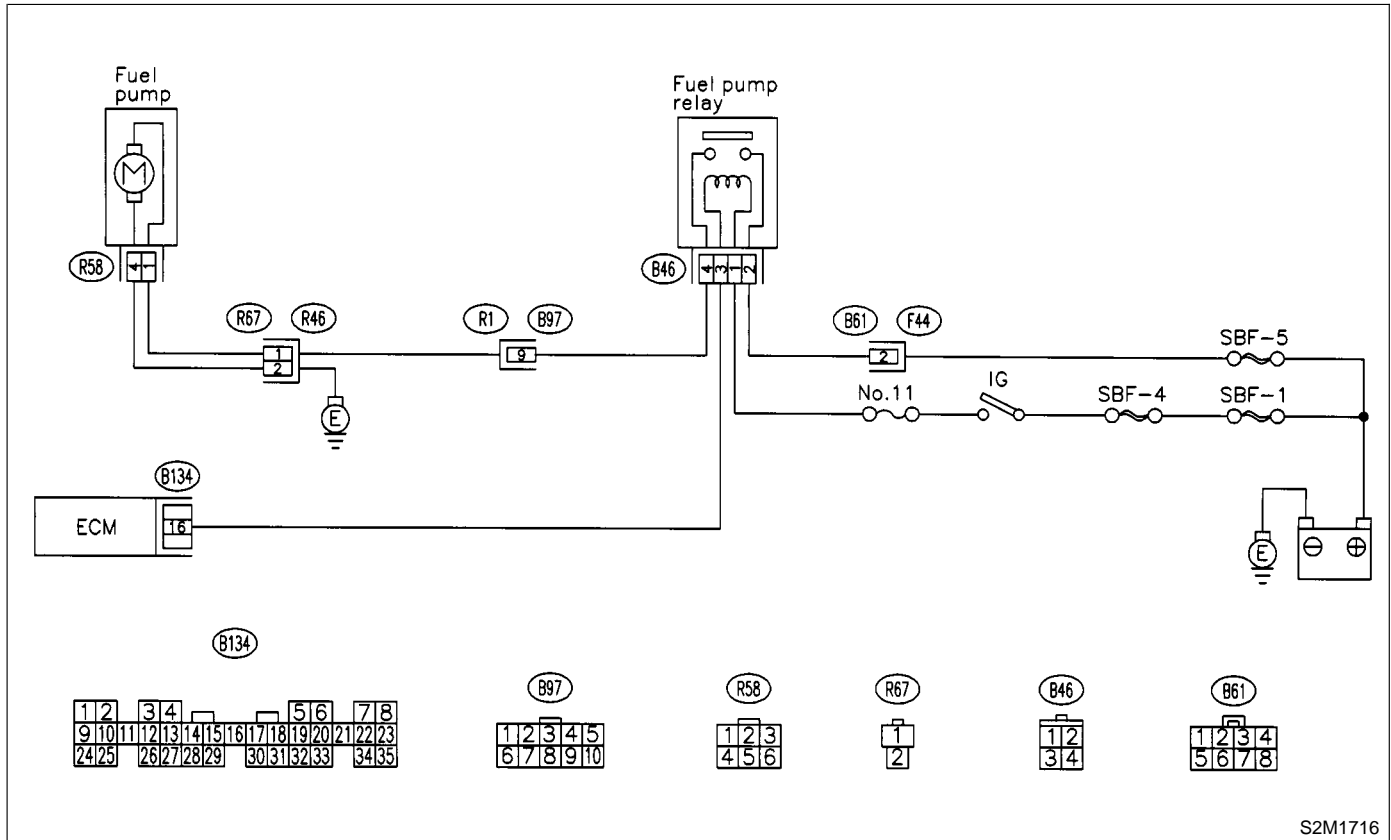 Fuel
pump
Fuel pump
relay
M
R58
4 1
B46
4 3 1 2
R67
R46
R1
B97
B61
F44
SBF-5
1
2
9
2
No.11
IG
SBF-4
SBF-1
E
B134
ECM
16
E
⊖ ⊕
B134
B97
R58
R67
B46
B61
1 2 3 4 5 6 7 8
9 10 11 12 13 14 15 16 17 18 19 20 21 22 23
24 25 26 27 28 29 30 31 32 33 34 35
1 2 3 4 5
6 7 8 9 10
1 2 3
4 5 6
1
2
1 2
3 4
1 2 3 4
5 6 7 8
S2M1716